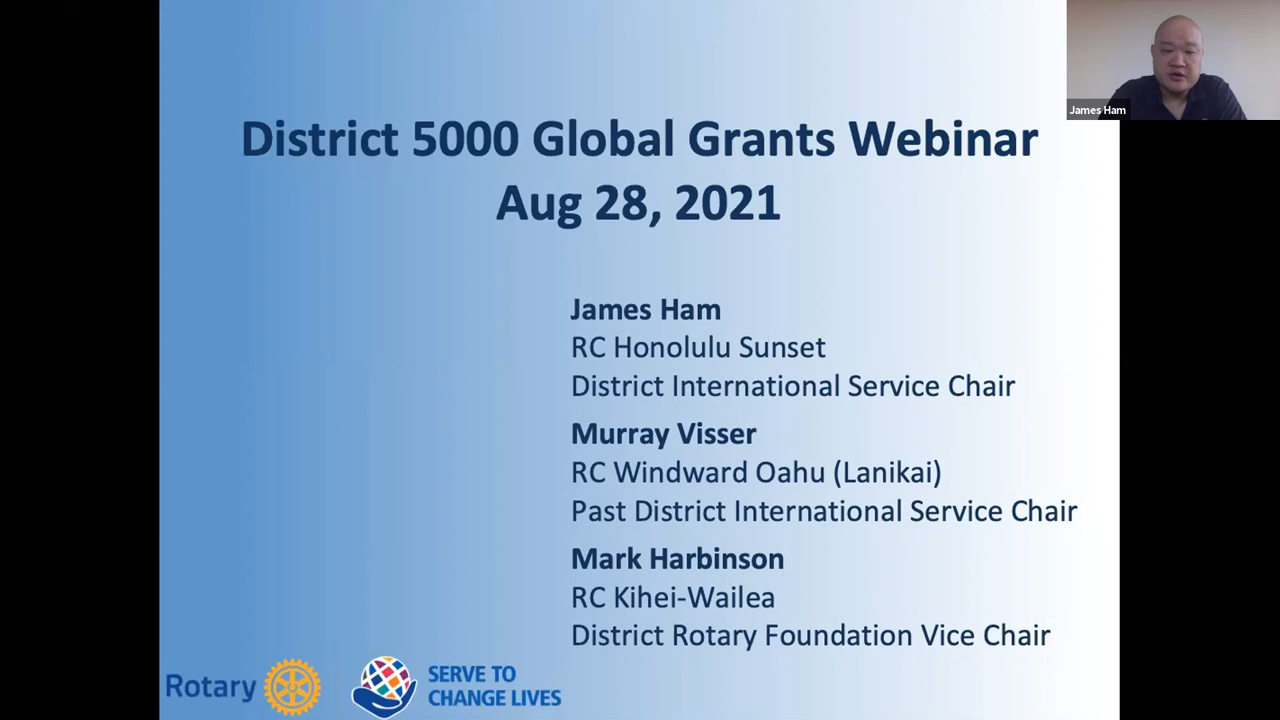 James Ham
District 5000 Global Grants Webinar
Aug 28, 2021
James Ham
RC Honolulu Sunset
District International Service Chair
Murray Visser
RC Windward Oahu (Lanikai)
Past District International Service Chair
Mark Harbinson
RC Kihei-Wailea
District Rotary Foundation Vice Chair
Rotary
SERVE TO
CHANGE LIVES